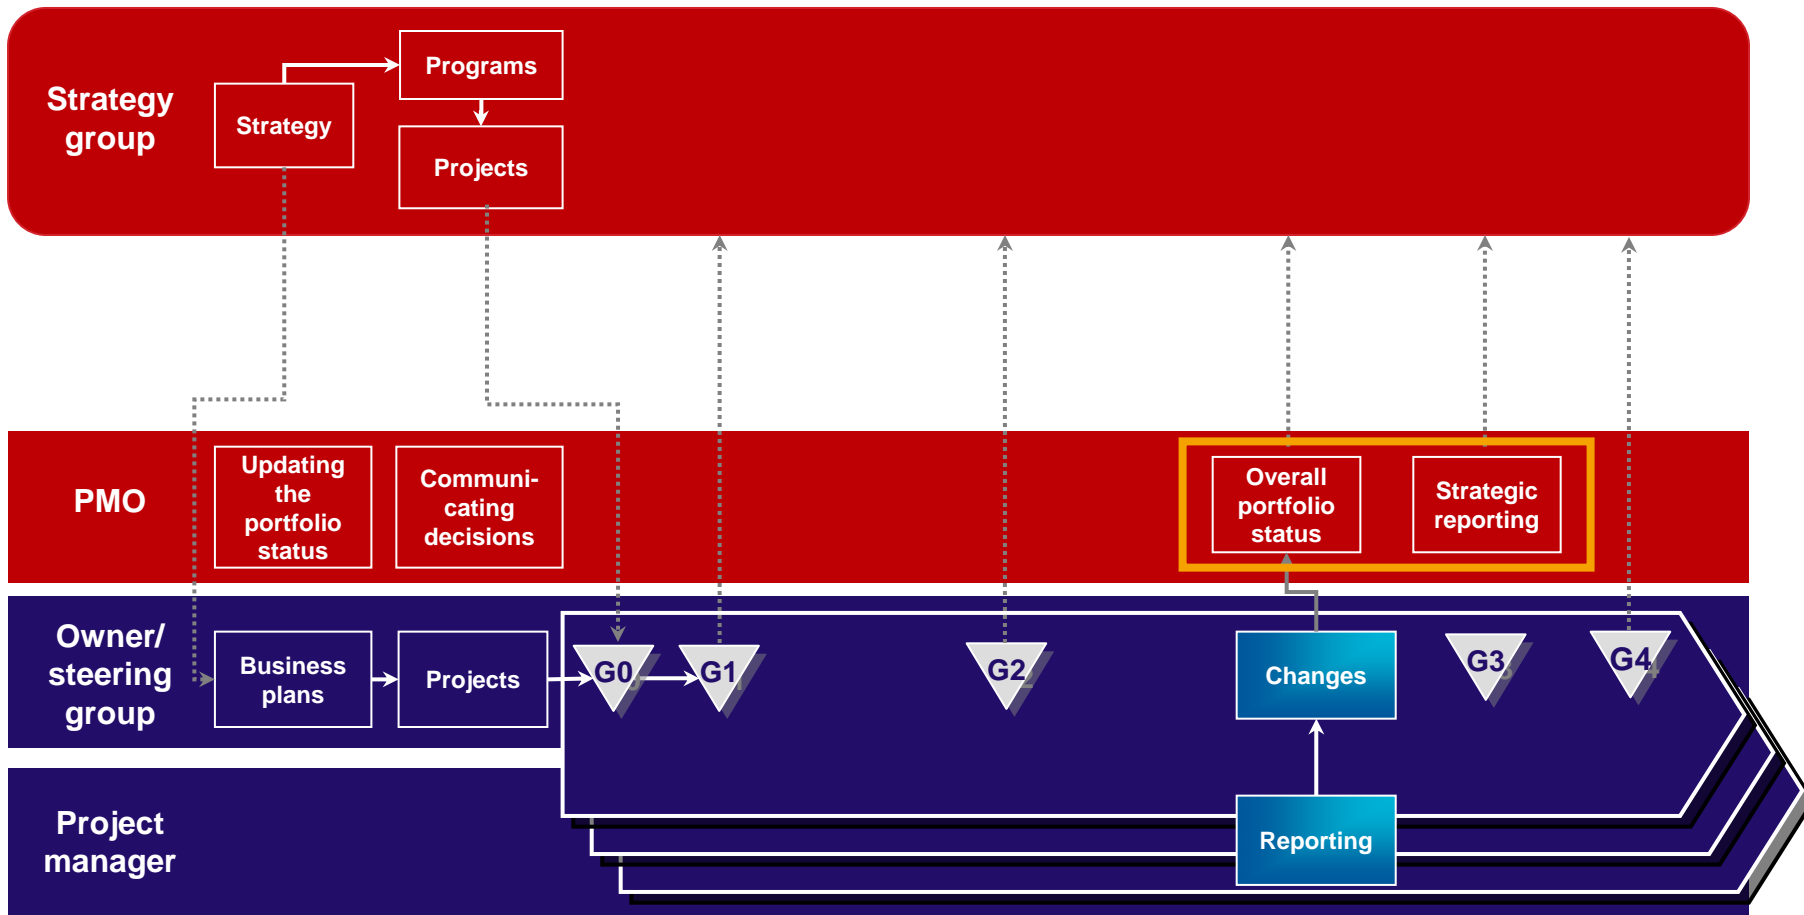 Strategy
group
Strategy
Programs
Projects
PMO
Updating
the
portfolio
status
Communi-
cating
decisions
Overall
portfolio
status
Strategic
reporting
Owner/
steering
group
Business
plans
Projects
G0
G1
G2
Changes
G3
G4
Project
manager
Reporting